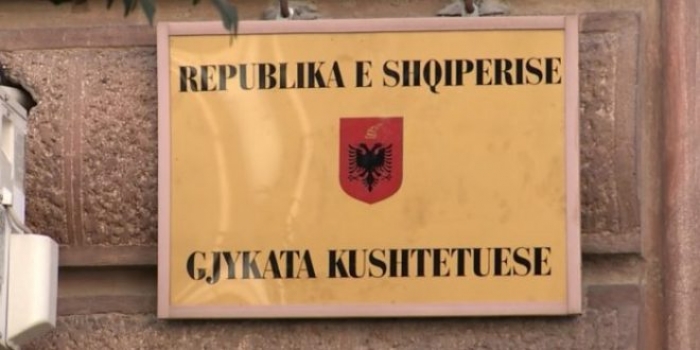 REPUBLIKA E SHQIPERISE
GJYKATA KUSHTETUESE